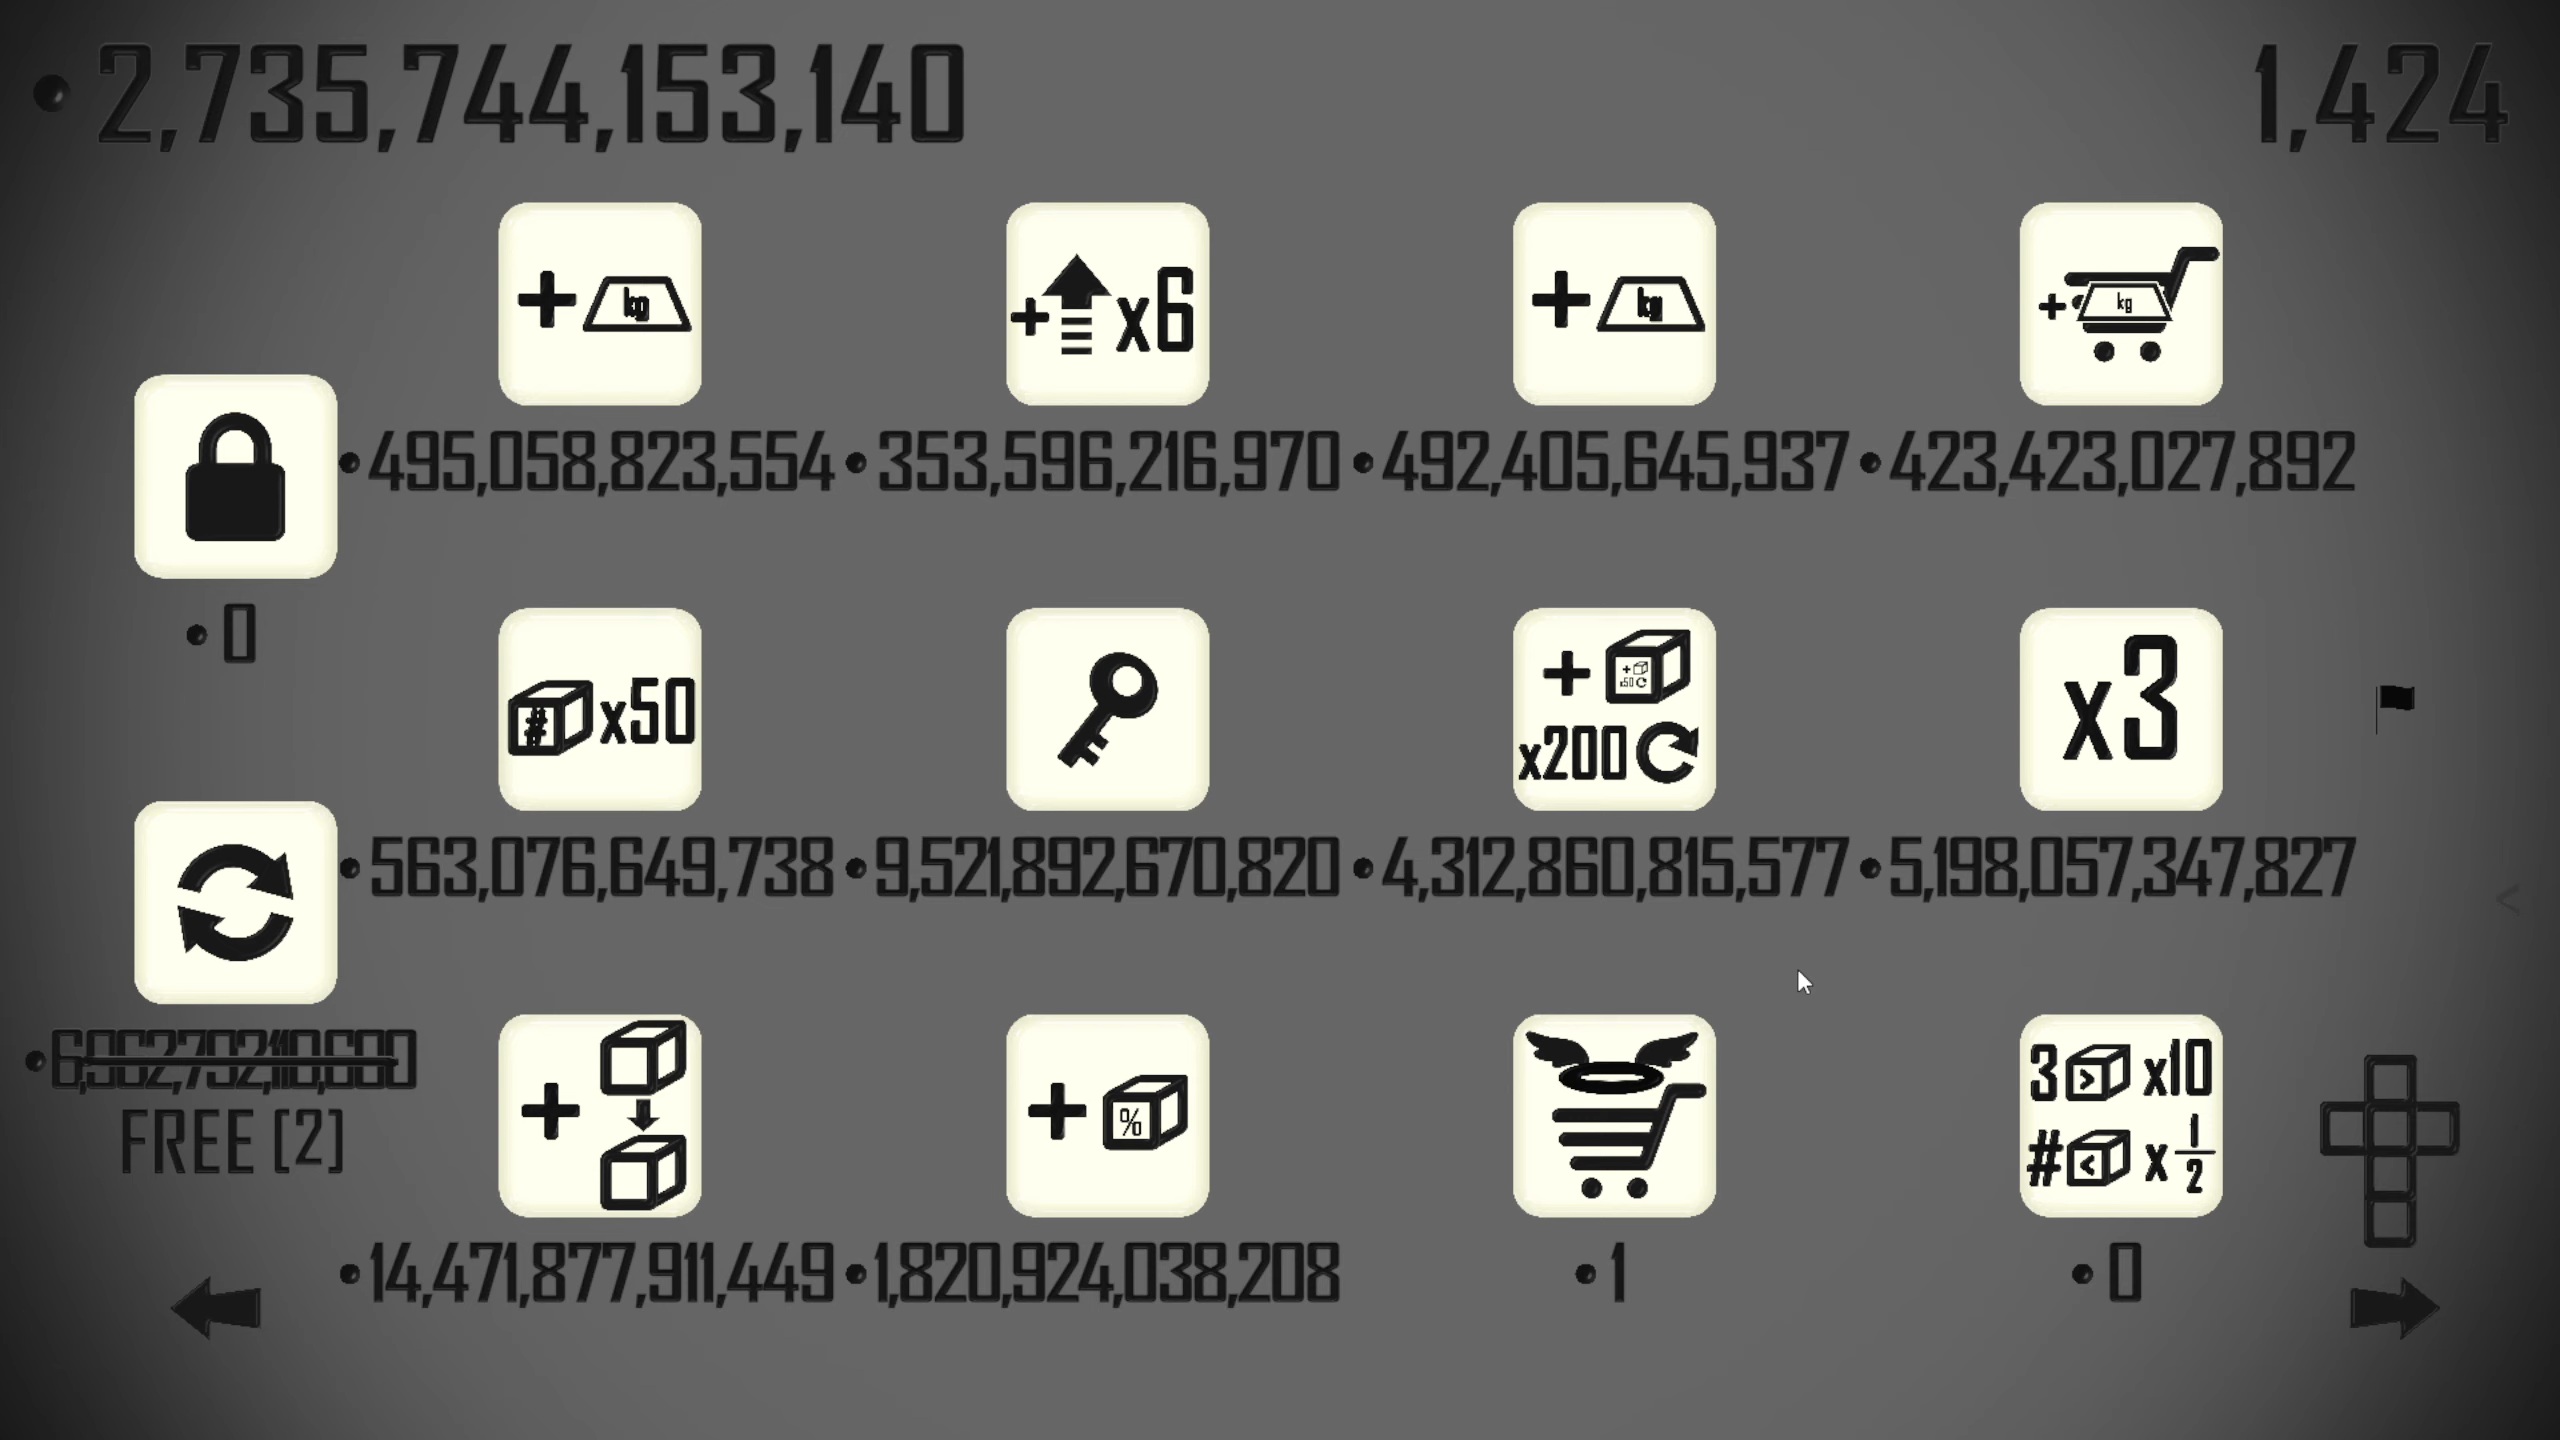 2,735,744,153,140
1,424
+ kg
+ x6
+ kg
+ kg
495,058,823,554
353,596,216,970
492,405,645,937
423,423,027,892
0
# x50
+
x200
x3
563,076,649,738
9,521,892,670,820
4,312,860,815,577
5,198,057,347,827
<
FREE [2]
+
+ %
3 > x10
# < x 1/2
14,471,877,911,449
1,820,924,038,208
1
0